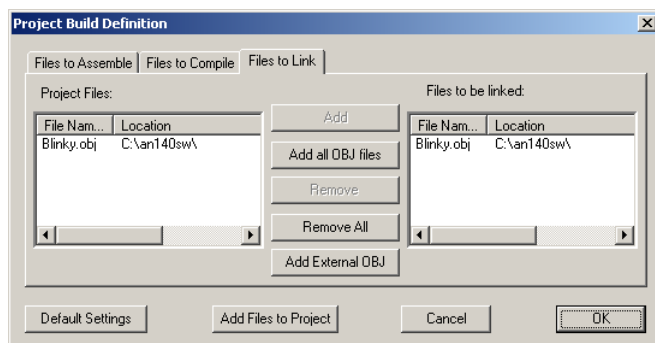 Project Build Definition
Files to Assemble Files to Compile Files to Link
Project Files: Files to be linked:
File Nam... Location Add File Nam... Location
Blinky.obj C:\an140sw\ Add all OBJ files Blinky.obj C:\an140sw\
Remove
Remove All
Add External OBJ
Default Settings Add Files to Project Cancel OK